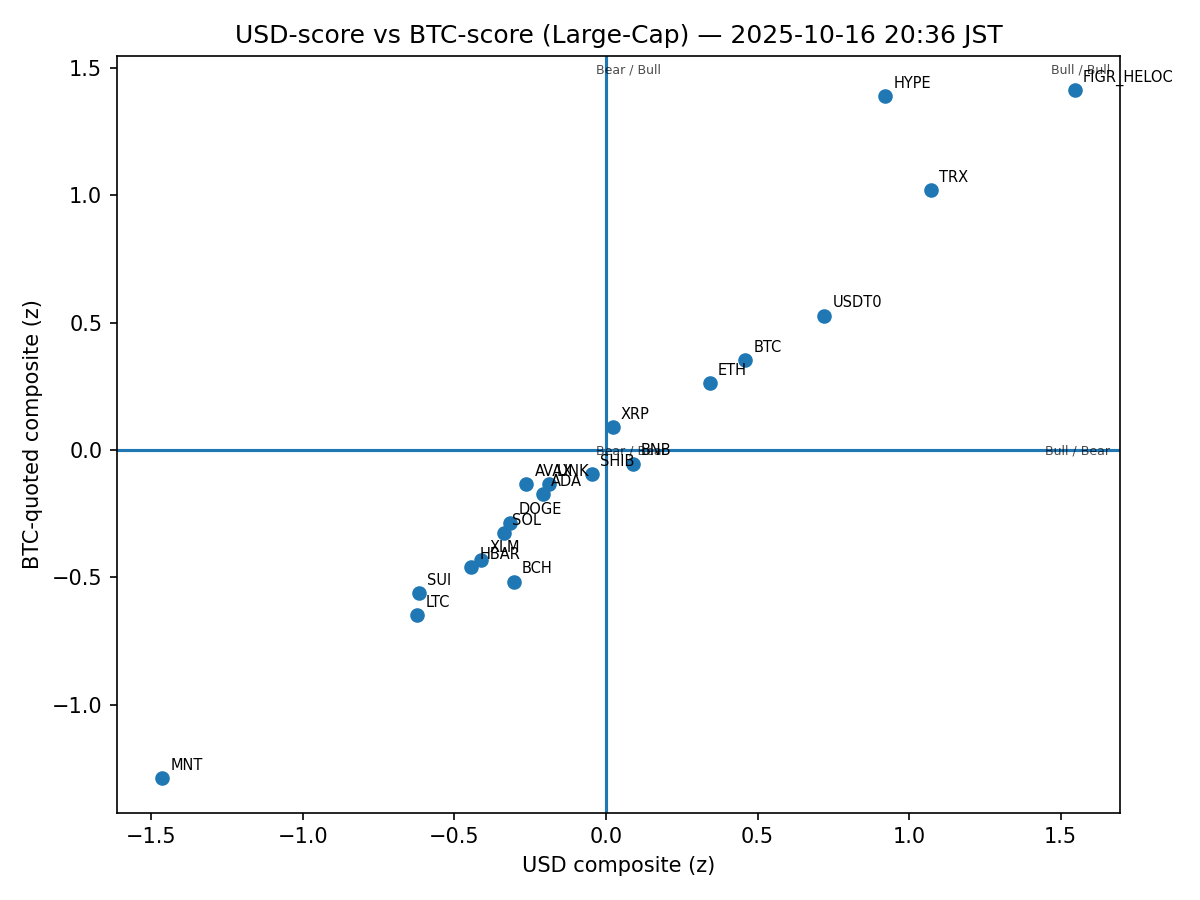 USD-score vs BTC-score (Large-Cap) — 2025-10-16 20:36 JST
Bear / Bull
Bull / Bull
FIGR_HELOC
HYPE
TRX
USDT0
BTC
ETH
XRP
BNB
Bear / Bear
Bull / Bear
SHIB
AVAX
LINK
ADA
DOGE
SOL
XLM
HBAR
BCH
SUI
LTC
MNT
1.5
1.0
0.5
0.0
−0.5
−1.0
BTC-quoted composite (z)
−1.5
−1.0
−0.5
0.0
0.5
1.0
1.5
USD composite (z)